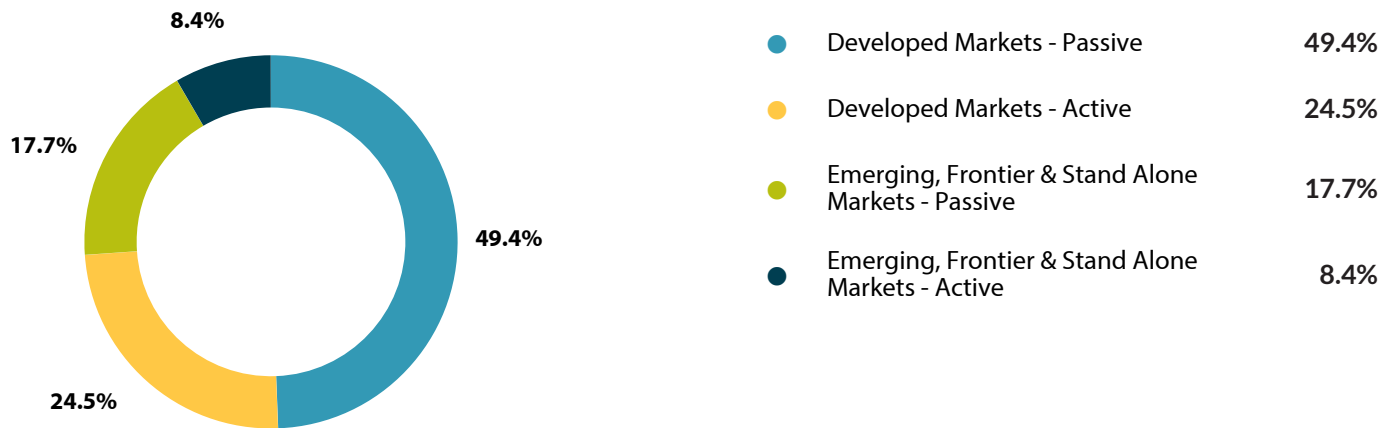 8.4%
17.7%
49.4%
24.5%
Developed Markets - Passive 49.4%
Developed Markets - Active 24.5%
Emerging, Frontier & Stand Alone
Markets - Passive 17.7%
Emerging, Frontier & Stand Alone
Markets - Active 8.4%